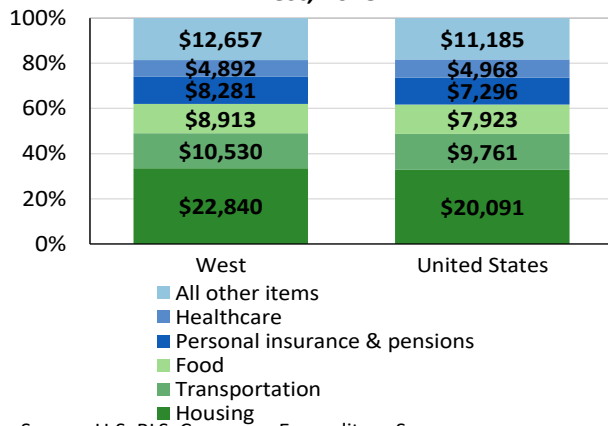 100%
80%
60%
40%
20%
0%
$12,657
$4,892
$8,281
$8,913
$10,530
$22,840
$11,185
$4,968
$7,296
$7,923
$9,761
$20,091
West
United States
All other items
Healthcare
Personal insurance & pensions
Food
Transportation
Housing